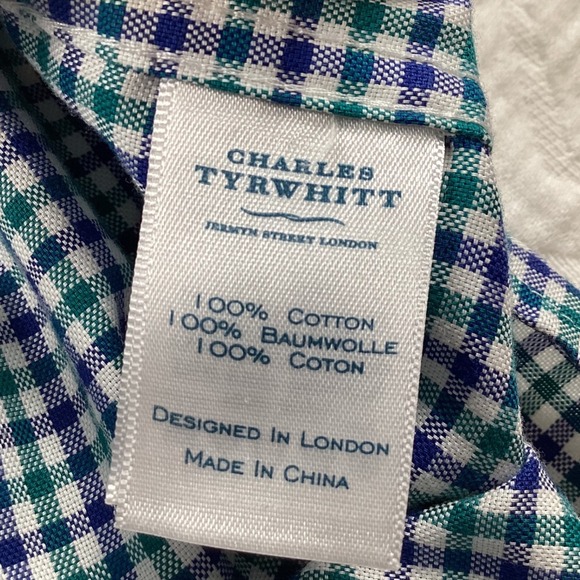 CHARLES
TYRWHITT
JERMYN STREET LONDON
100% COTTON
100% BAUMWOLLE
100% COTON
DESIGNED IN LONDON
MADE IN CHINA